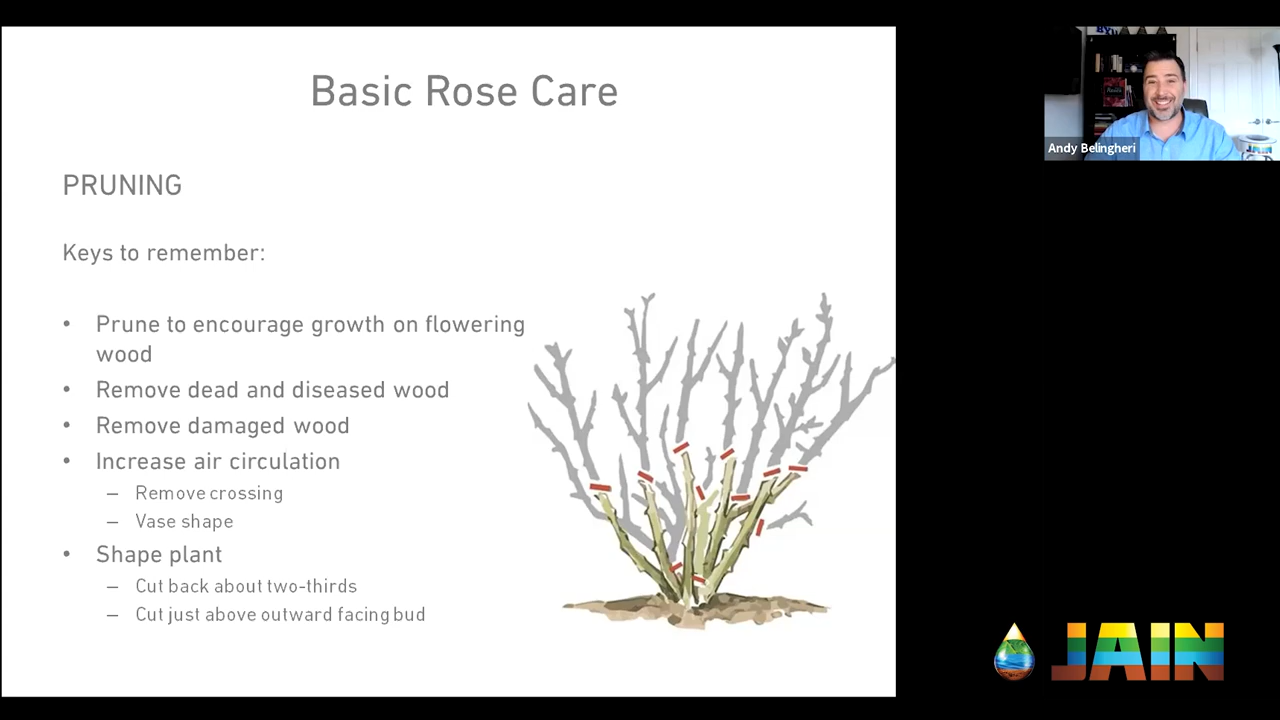 Basic Rose Care
PRUNING
Keys to remember:
• Prune to encourage growth on flowering
wood
• Remove dead and diseased wood
• Remove damaged wood
• Increase air circulation
– Remove crossing
– Vase shape
• Shape plant
– Cut back about two-thirds
– Cut just above outward facing bud
Andy Belingheri
JAIN